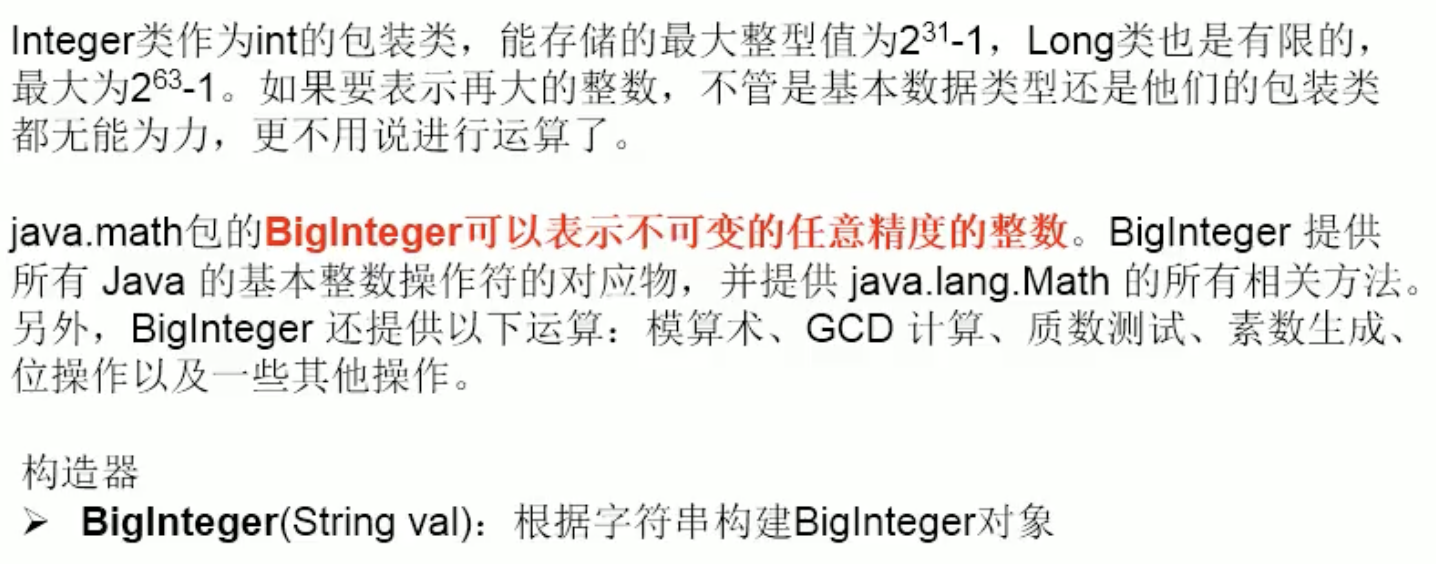 Integer类作为int的包装类，能存储的最大整型值为2³¹-1，Long类也是有限的，
最大为2⁶³-1。如果要表示再大的整数，不管是基本数据类型还是他们的包装类
都无能为力，更不用说进行运算了。
java.math包的BigInteger可以表示不可变的任意精度的整数。BigInteger 提供
所有 Java 的基本整数操作符的对应物，并提供 java.lang.Math 的所有相关方法。
另外，BigInteger 还提供以下运算：模算术、GCD 计算、质数测试、素数生成、
位操作以及一些其他操作。
构造器
➢ BigInteger(String val)：根据字符串构建BigInteger对象